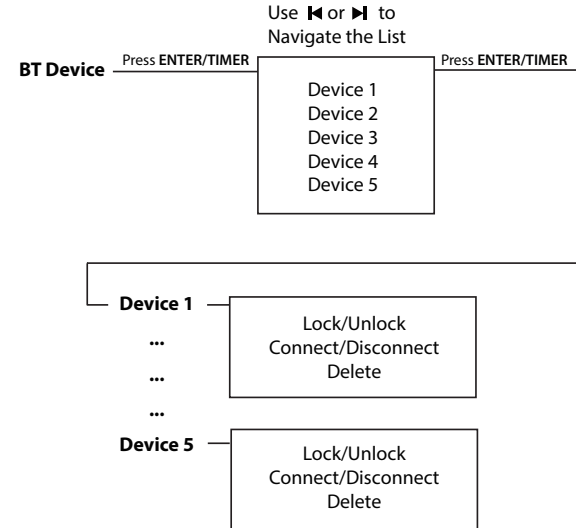 Use ⏮ or ⏭ to
Navigate the List
BT Device
Press ENTER/TIMER
Press ENTER/TIMER
Device 1
Device 2
Device 3
Device 4
Device 5
Device 1
Lock/Unlock
Connect/Disconnect
Delete
...
...
...
Device 5
Lock/Unlock
Connect/Disconnect
Delete